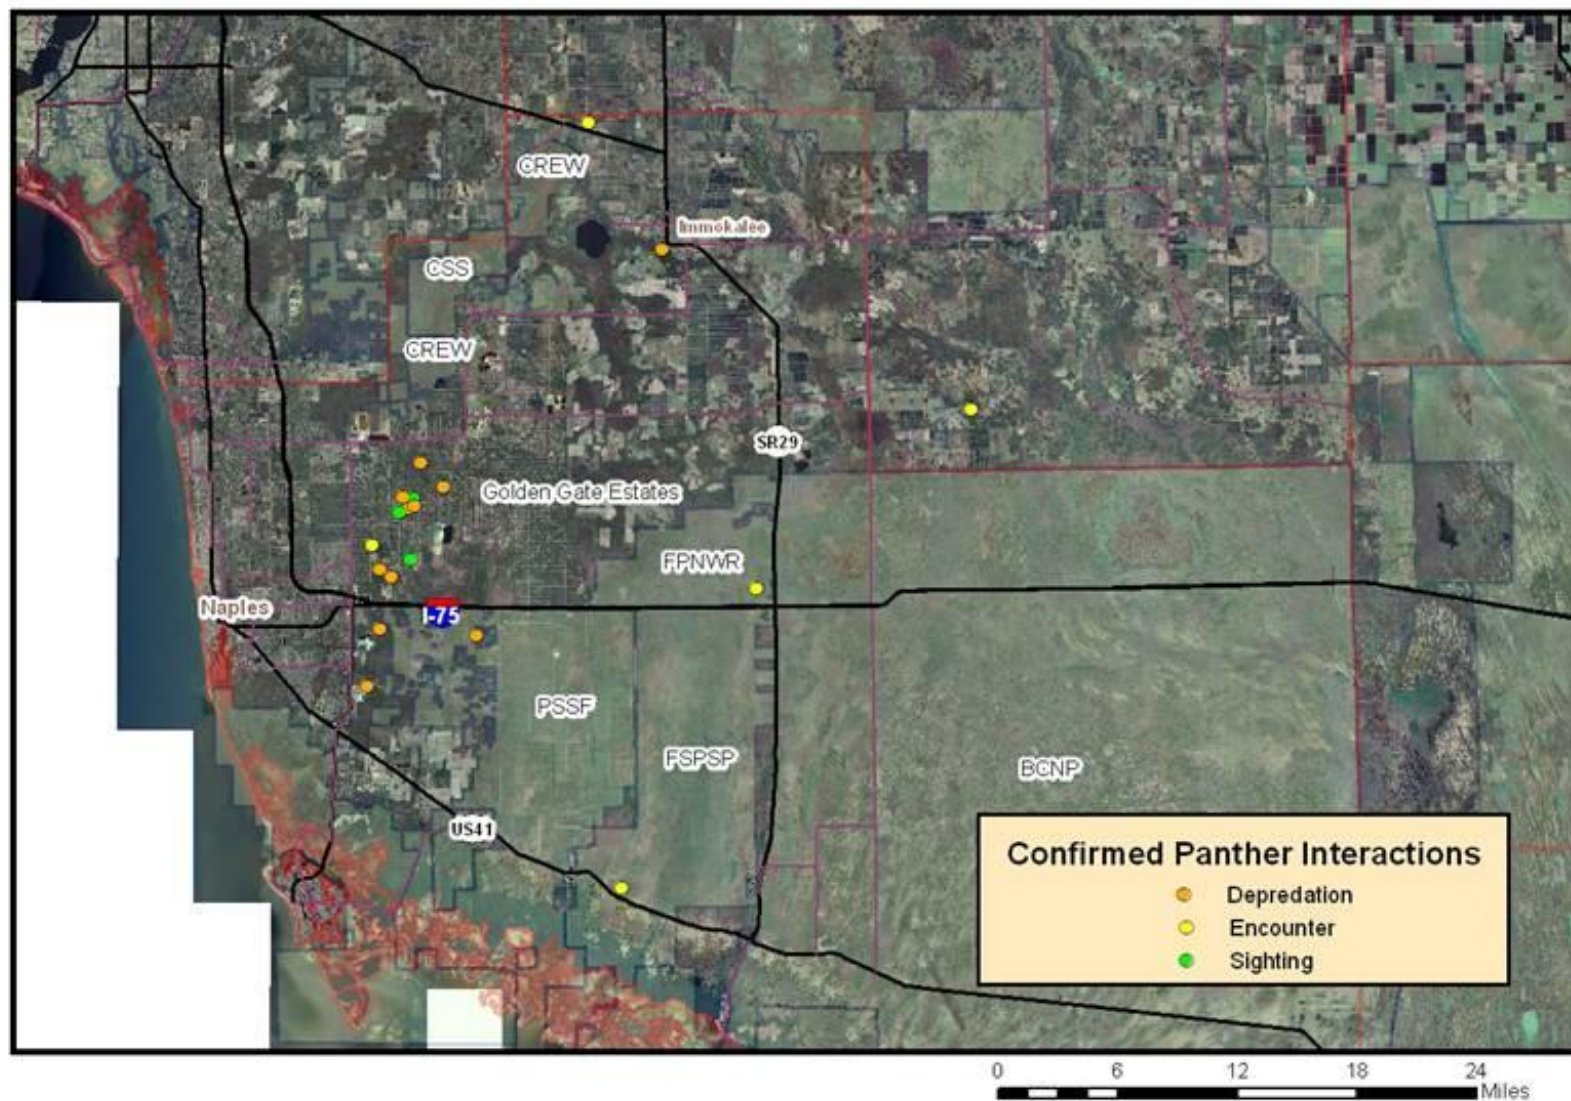 CREW
Immokalee
CSS
CREW
SR29
Golden Gate Estates
FPNWR
Naples
I-75
PSSF
FSPSP
BCNP
US41
Confirmed Panther Interactions
Depredation
Encounter
Sighting
0 6 12 18 24
Miles